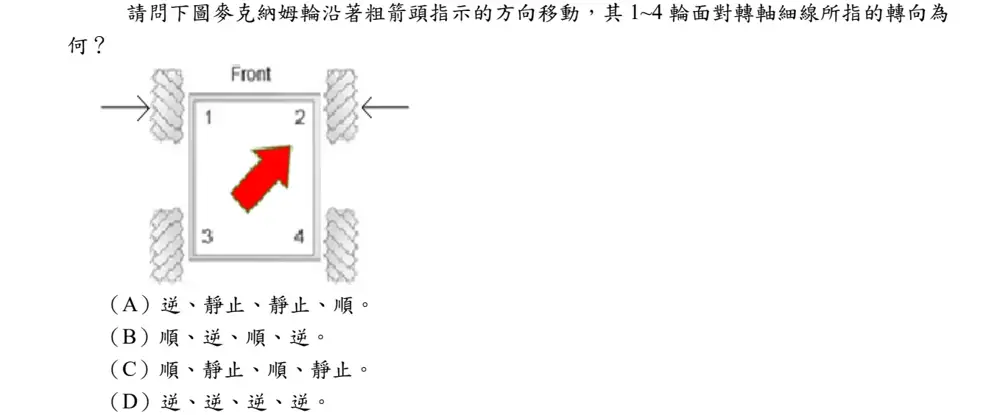 請問下圖麥克納姆輪沿著粗箭頭指示的方向移動，其 1~4 輪面對轉軸細線所指的轉向為
何？
Front
1 2
3 4
（A）逆、靜止、靜止、順。
（B）順、逆、順、逆。
（C）順、靜止、順、靜止。
（D）逆、逆、逆、逆。